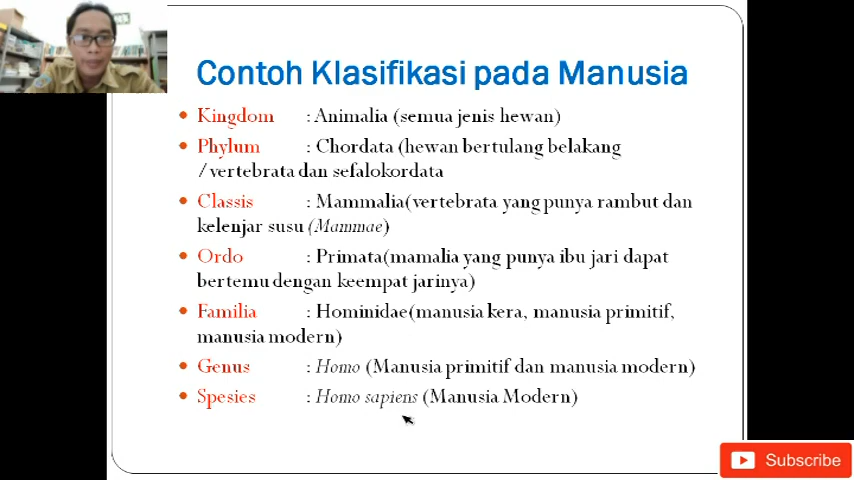 Contoh Klasifikasi pada Manusia
Kingdom : Animalia (semua jenis hewan)
Phylum : Chordata (hewan bertulang belakang
/vertebrata dan sefalokordata
Classis : Mammalia(vertebrata yang punya rambut dan
kelenjar susu (Mammae)
Ordo : Primata(mamalia yang punya ibu jari dapat
bertemu dengan keempat jarinya)
Familia : Hominidae(manusia kera, manusia primitif,
manusia modern)
Genus : Homo (Manusia primitif dan manusia modern)
Spesies : Homo sapiens (Manusia Modern)
Subscribe